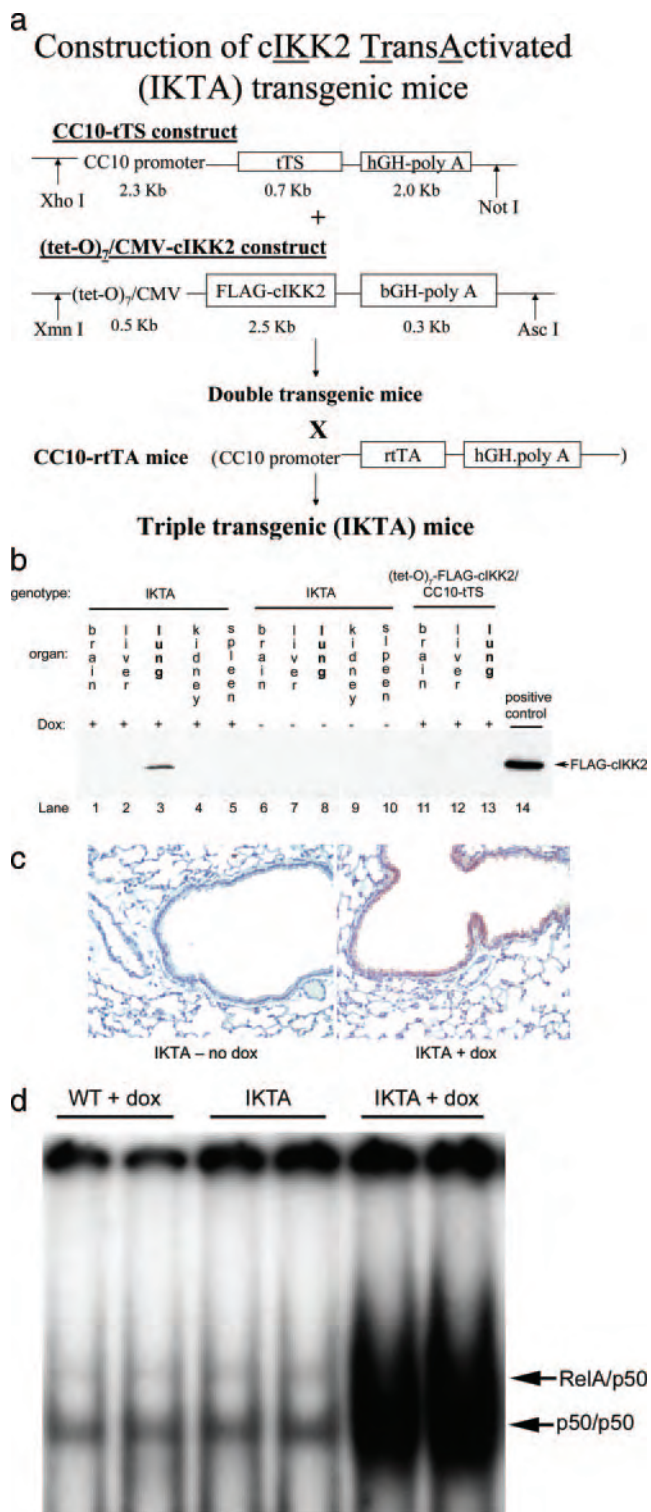 a
Construction of cIKK2 TransActivated
(IKTA) transgenic mice
CC10-tTS construct
CC10 promoter tTS hGH-poly A
Xho I 2.3 Kb 0.7 Kb 2.0 Kb Not I
+
(tet-O)7/CMV-cIKK2 construct
(tet-O)7/CMV FLAG-cIKK2 bGH-poly A
Xmn I 0.5 Kb 2.5 Kb 0.3 Kb Asc I
Double transgenic mice
X
CC10-rtTA mice (CC10 promoter rtTA hGH.poly A )
Triple transgenic (IKTA) mice
b
genotype: IKTA IKTA (tet-O)7-FLAG-cIKK2/
CC10-tTS
organ: brain liver lung kidney spleen brain liver lung kidney slpeen brain liver lung positive
control
Dox: + + + + + - - - - - + + +
FLAG-cIKK2
Lane 1 2 3 4 5 6 7 8 9 10 11 12 13 14
c
IKTA – no dox IKTA + dox
d
WT + dox IKTA IKTA + dox
RelA/p50
p50/p50